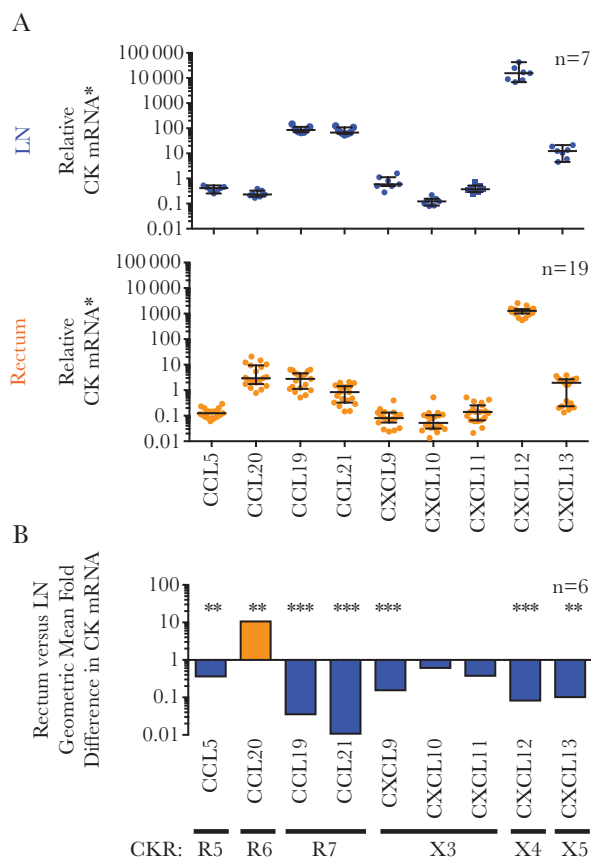 A
LN
Relative
CK mRNA*
100 000
10 000
1000
100
10
1
0.1
0.01
n=7
Rectum
Relative
CK mRNA*
100 000
10 000
1000
100
10
1
0.1
0.01
n=19
CCL5
CCL20
CCL19
CCL21
CXCL9
CXCL10
CXCL11
CXCL12
CXCL13
B
Rectum versus LN
Geometric Mean Fold
Difference in CK mRNA
100
10
1
0.1
0.01
n=6
** ** *** *** *** *** **
CCL5
CCL20
CCL19
CCL21
CXCL9
CXCL10
CXCL11
CXCL12
CXCL13
CKR: R5 R6 R7 X3 X4 X5